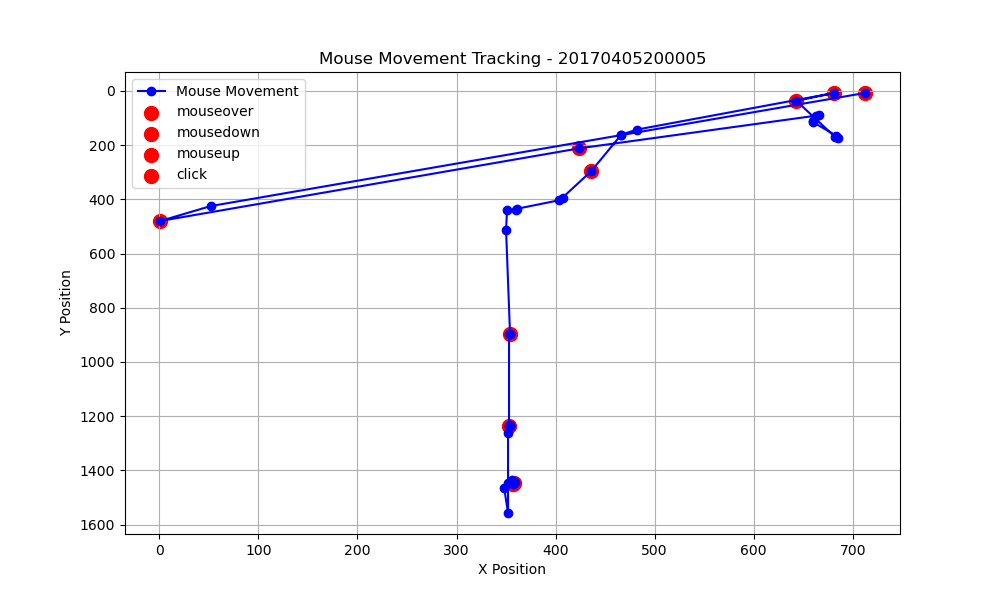 Mouse Movement Tracking - 20170405200005
Mouse Movement
mouseover
mousedown
mouseup
click
0
200
400
600
800
1000
1200
1400
1600
Y Position
0 100 200 300 400 500 600 700
X Position